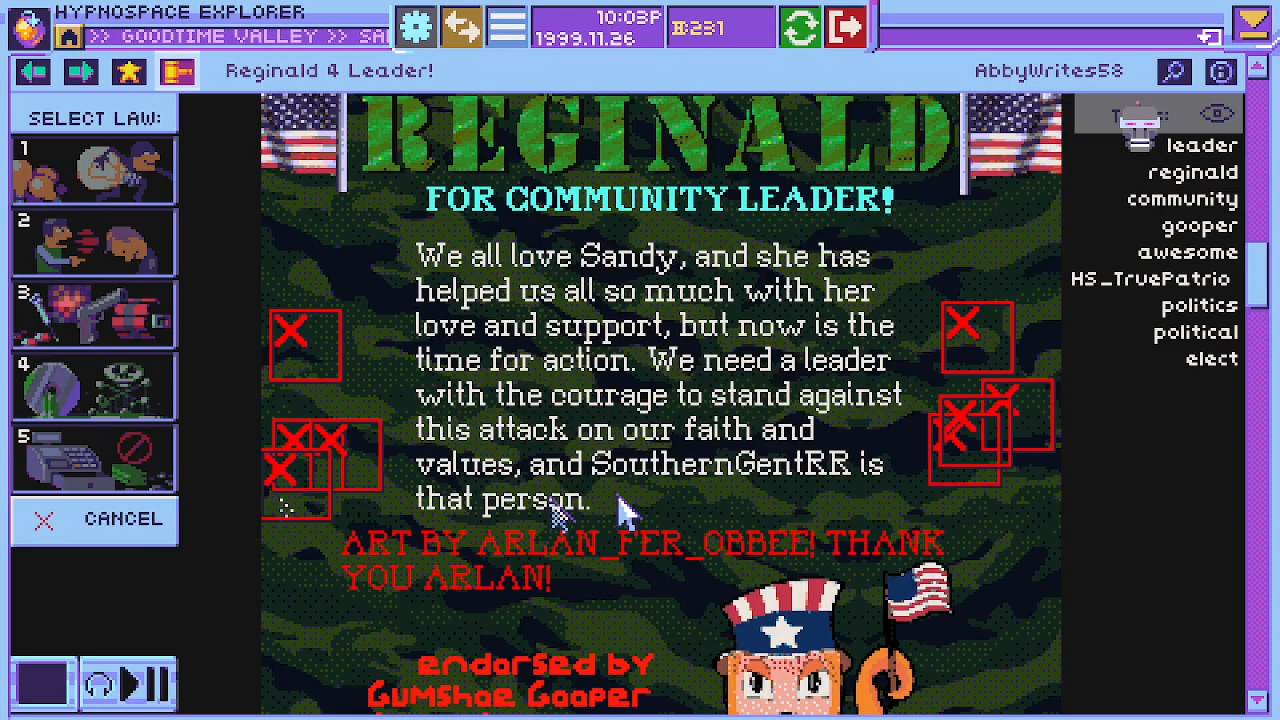 HYPNOSPACE EXPLORER
>> GOODTIME VALLEY >> SA
10:03P
1999.11.26
231
Reginald 4 Leader!
AbbyWrites58
SELECT LAW:
1
2
3
4
5
CANCEL
REGINALD
FOR COMMUNITY LEADER!
We all love Sandy, and she has
helped us all so much with her
love and support, but now is the
time for action. We need a leader
with the courage to stand against
this attack on our faith and
values, and SouthernGentRR is
that person.
ART BY ARLAN_FER_OBBEE! THANK
YOU ARLAN!
endorsed by
Gumshoe Gooper
leader
reginald
community
gooper
awesome
HS_TruePatrio
politics
political
elect